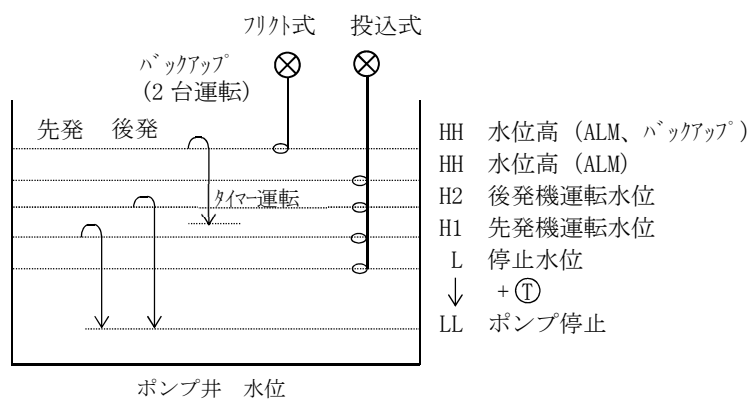 ﾌﾘｸﾄ式 投込式
ﾊﾞｯｸｱｯﾌﾟ
(2 台運転)
先発 後発
ﾀｲﾏｰ運転
HH 水位高 (ALM、ﾊﾞｯｸｱｯﾌﾟ)
HH 水位高 (ALM)
H2 後発機運転水位
H1 先発機運転水位
L 停止水位
↓ +Ⓣ
LL ポンプ停止
ポンプ井 水位